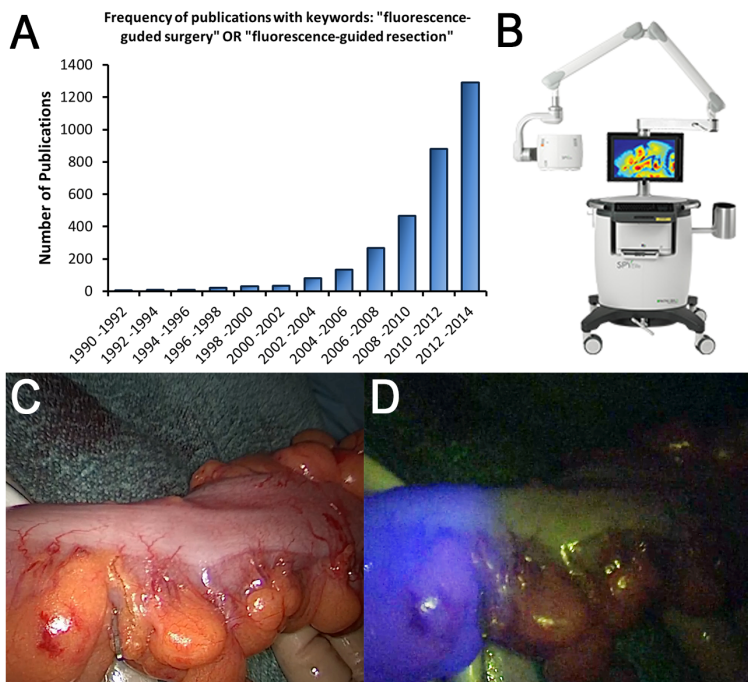 A
Frequency of publications with keywords: "fluorescence-
guded surgery" OR "fluorescence-guided resection"
Number of Publications
1400
1200
1000
800
600
400
200
0
1990 -1992
1992 -1994
1994 -1996
1996 -1998
1998 -2000
2000 -2002
2002 -2004
2004 -2006
2006 -2008
2008 -2010
2010 -2012
2012 -2014
B
SPY
C
D